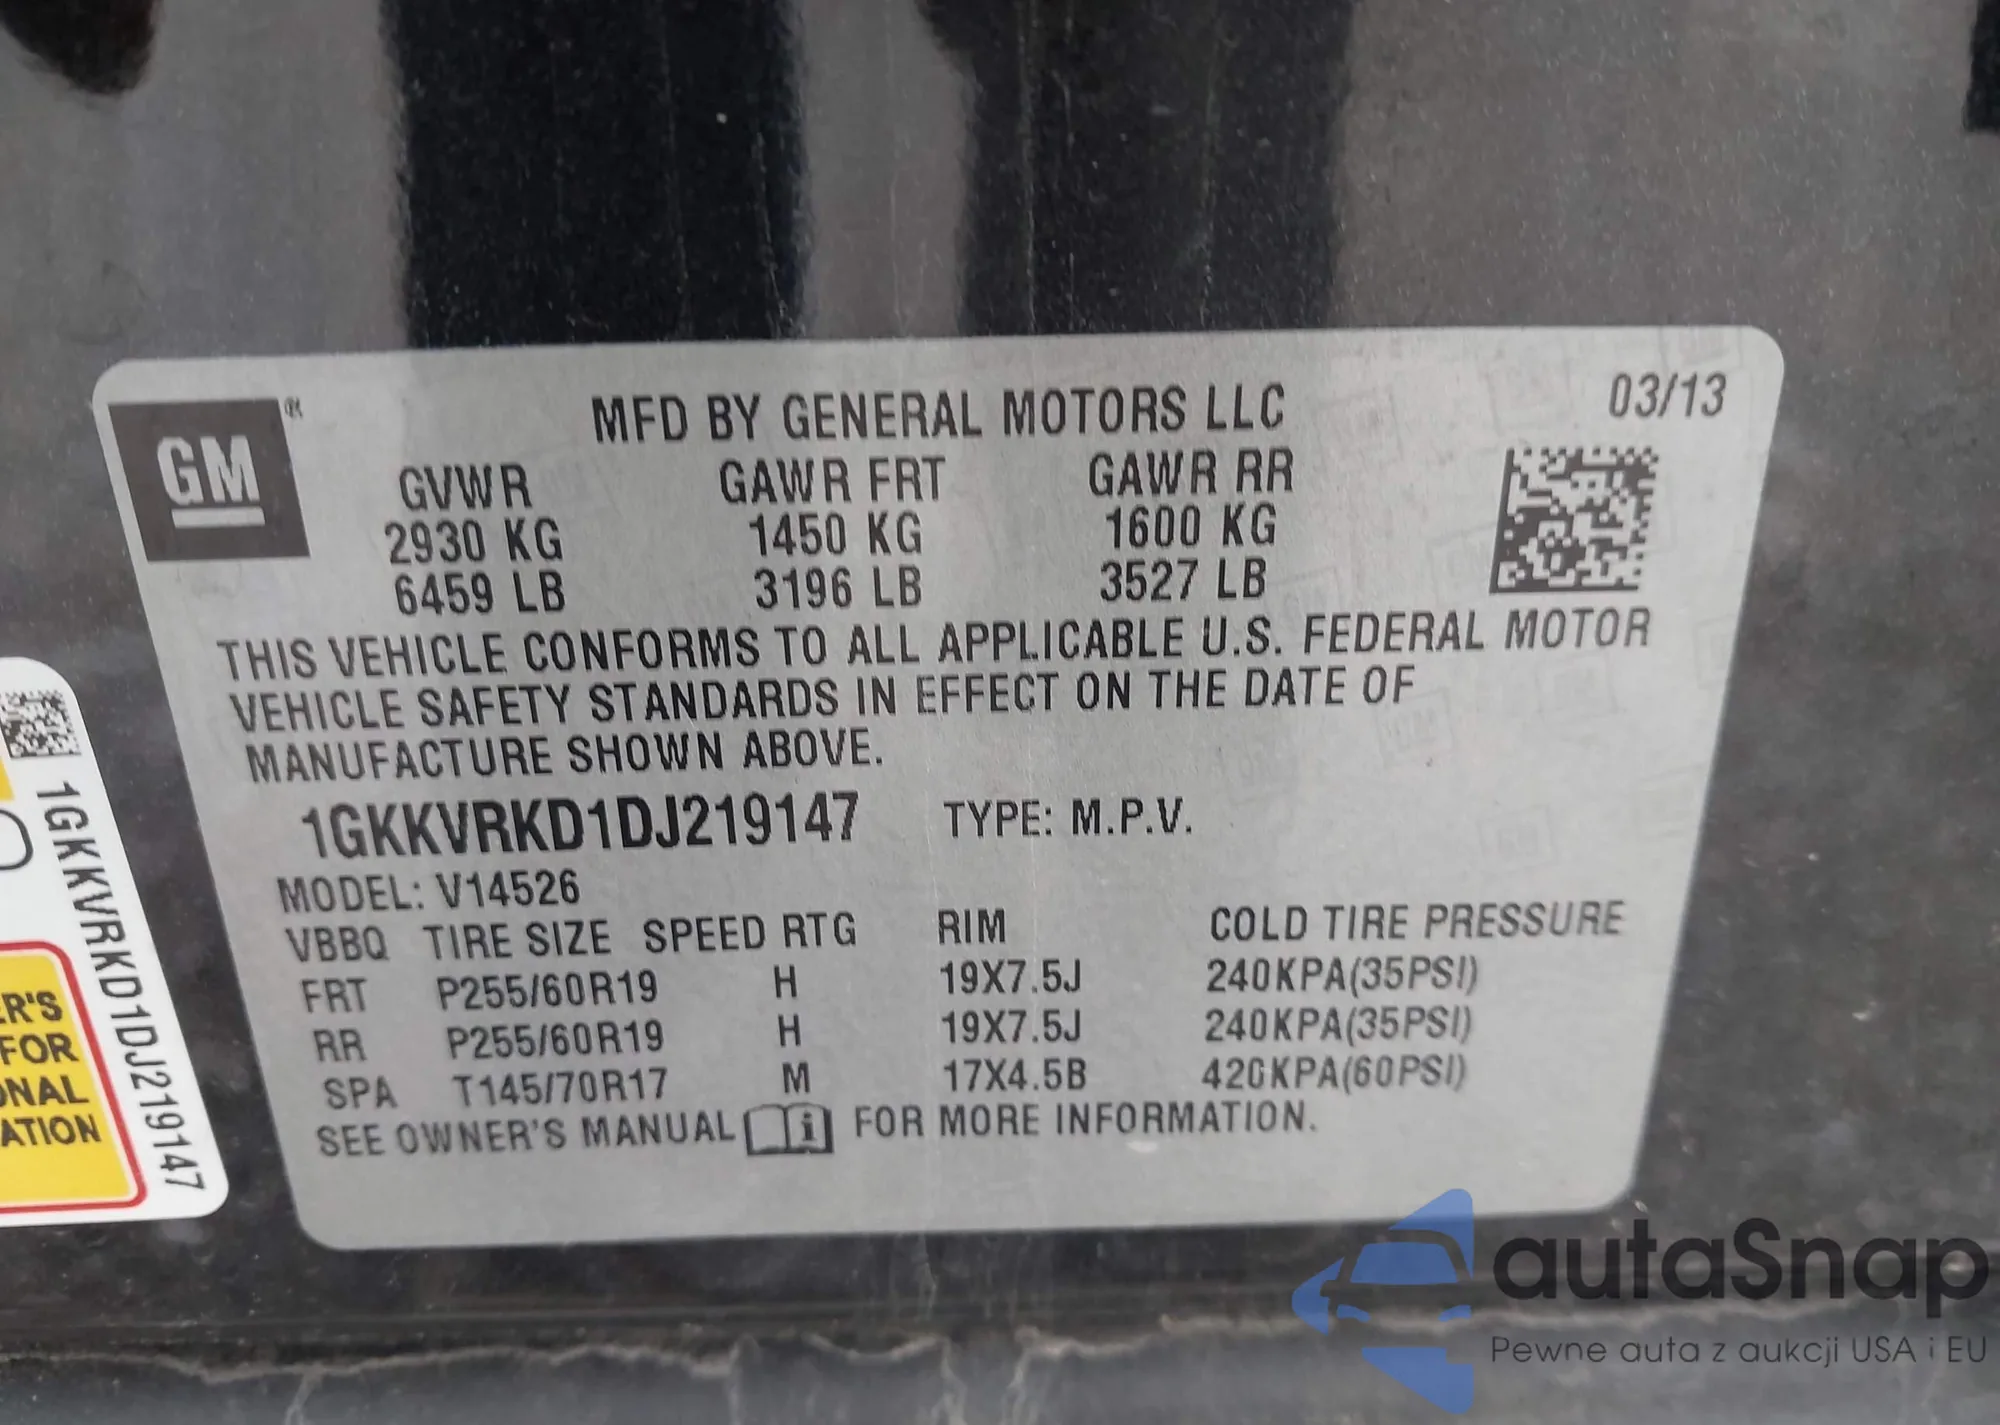 GM
MFD BY GENERAL MOTORS LLC
03/13
GVWR GAWR FRT GAWR RR
2930 KG 1450 KG 1600 KG
6459 LB 3196 LB 3527 LB
THIS VEHICLE CONFORMS TO ALL APPLICABLE U.S. FEDERAL MOTOR
VEHICLE SAFETY STANDARDS IN EFFECT ON THE DATE OF
MANUFACTURE SHOWN ABOVE.
1GKKVRKD1DJ219147 TYPE: M.P.V.
MODEL: V14526
VBBQ TIRE SIZE SPEED RTG RIM COLD TIRE PRESSURE
FRT P255/60R19 H 19X7.5J 240KPA(35PSI)
RR P255/60R19 H 19X7.5J 240KPA(35PSI)
SPA T145/70R17 M 17X4.5B 420KPA(60PSI)
SEE OWNER'S MANUAL i FOR MORE INFORMATION.
1GKKVRKD1DJ219147
ER'S
FOR
ONAL
ATION
autaSnap
Pewne auta z aukcji USA i EU